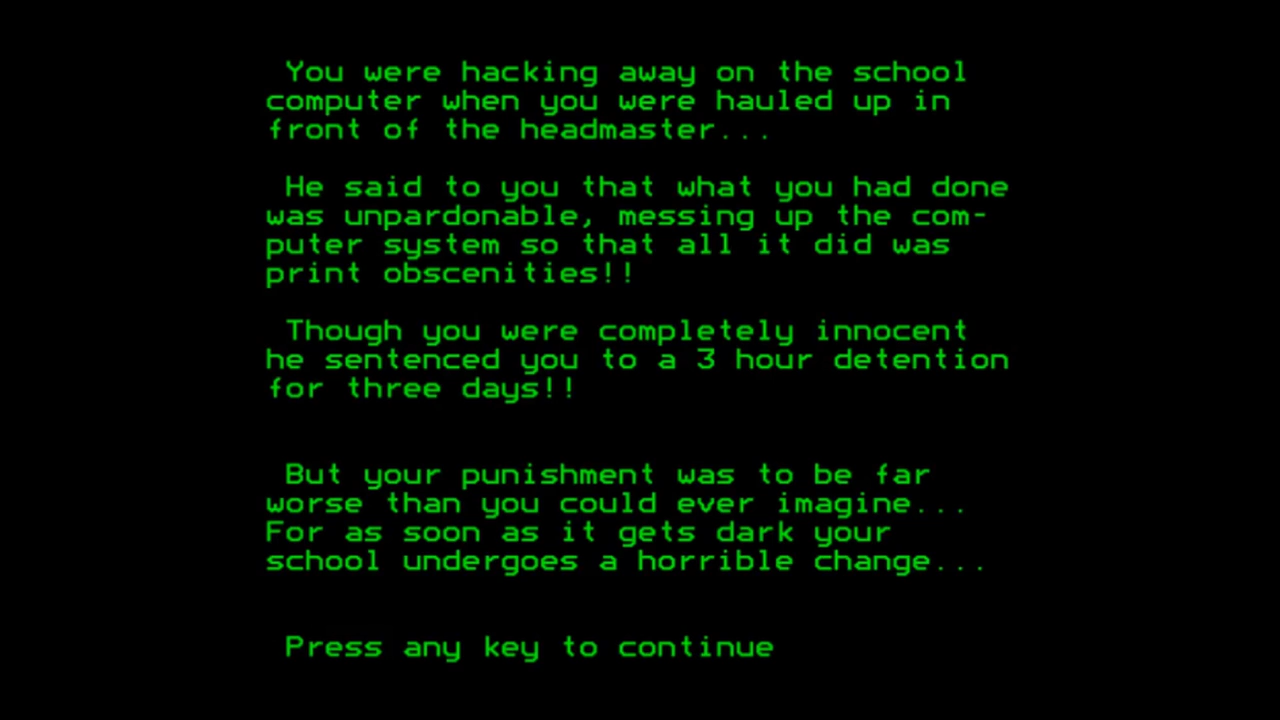 You were hacking away on the school
computer when you were hauled up in
front of the headmaster...
He said to you that what you had done
was unpardonable, messing up the com-
puter system so that all it did was
print obscenities!!
Though you were completely innocent
he sentenced you to a 3 hour detention
for three days!!
But your punishment was to be far
worse than you could ever imagine...
For as soon as it gets dark your
school undergoes a horrible change...
Press any key to continue